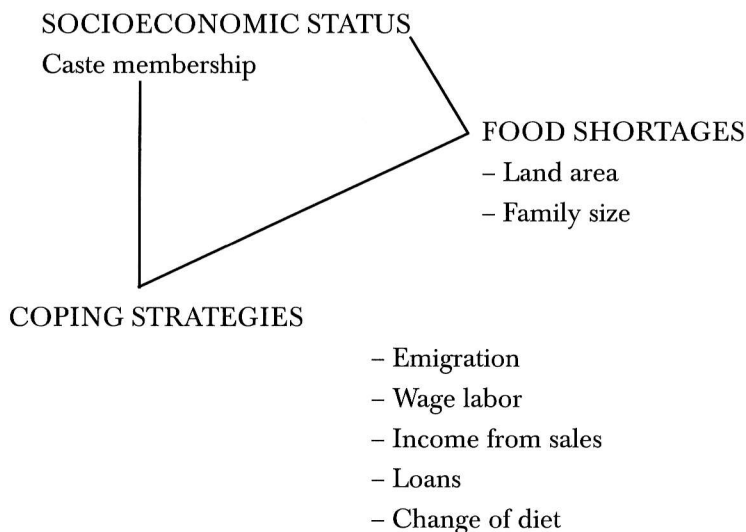 SOCIOECONOMIC STATUS
Caste membership
FOOD SHORTAGES
– Land area
– Family size
COPING STRATEGIES
– Emigration
– Wage labor
– Income from sales
– Loans
– Change of diet